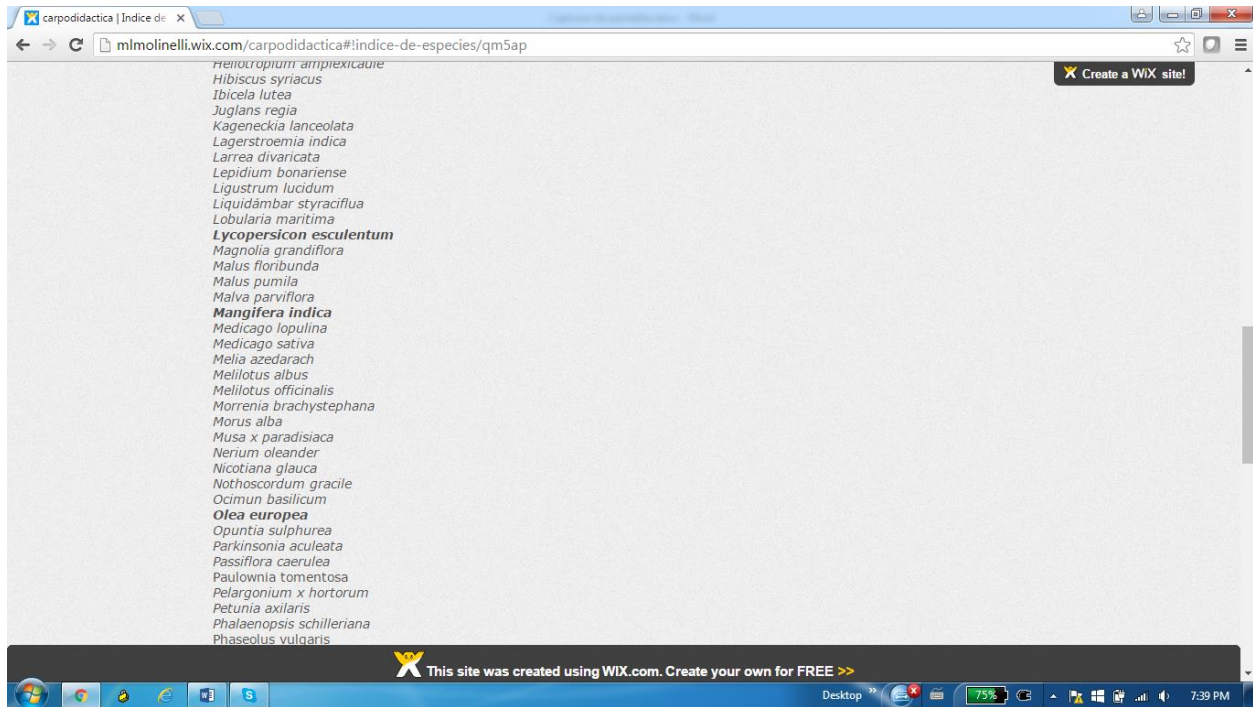 carpodidactica | Indice de
mlmolinelli.wix.com/carpodidactica#!indice-de-especies/qm5ap
Create a WiX site!
Heliotropium amplexicaule
Hibiscus syriacus
Ibicela lutea
Juglans regia
Kageneckia lanceolata
Lagerstroemia indica
Larrea divaricata
Lepidium bonariense
Ligustrum lucidum
Liquidámbar styraciflua
Lobularia maritima
Lycopersicon esculentum
Magnolia grandiflora
Malus floribunda
Malus pumila
Malva parviflora
Mangifera indica
Medicago lopulina
Medicago sativa
Melia azedarach
Melilotus albus
Melilotus officinalis
Morrenia brachystephana
Morus alba
Musa x paradisiaca
Nerium oleander
Nicotiana glauca
Nothoscordum gracile
Ocimun basilicum
Olea europea
Opuntia sulphurea
Parkinsonia aculeata
Passiflora caerulea
Paulownia tomentosa
Pelargonium x hortorum
Petunia axilaris
Phalaenopsis schilleriana
Phaseolus vulgaris
This site was created using WIX.com. Create your own for FREE >>
Desktop » 75% 7:39 PM